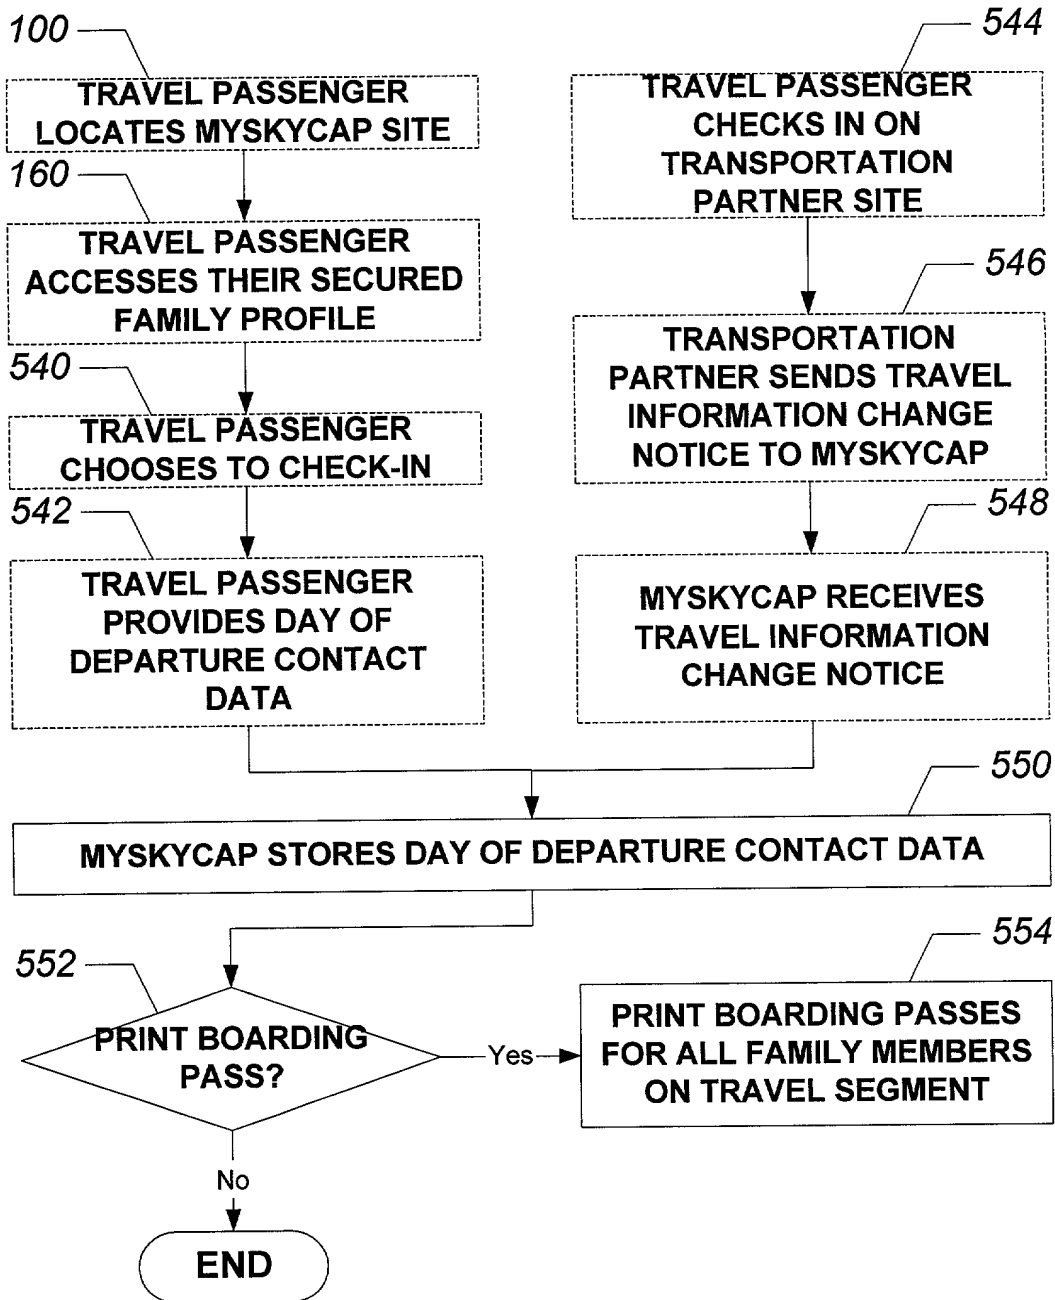 100
TRAVEL PASSENGER
LOCATES MYSKYCAP SITE
160
TRAVEL PASSENGER
ACCESSES THEIR SECURED
FAMILY PROFILE
540
TRAVEL PASSENGER
CHOOSES TO CHECK-IN
542
TRAVEL PASSENGER
PROVIDES DAY OF
DEPARTURE CONTACT
DATA
544
TRAVEL PASSENGER
CHECKS IN ON
TRANSPORTATION
PARTNER SITE
546
TRANSPORTATION
PARTNER SENDS TRAVEL
INFORMATION CHANGE
NOTICE TO MYSKYCAP
548
MYSKYCAP RECEIVES
TRAVEL INFORMATION
CHANGE NOTICE
550
MYSKYCAP STORES DAY OF DEPARTURE CONTACT DATA
552
PRINT BOARDING
PASS?
Yes
554
PRINT BOARDING PASSES
FOR ALL FAMILY MEMBERS
ON TRAVEL SEGMENT
No
END